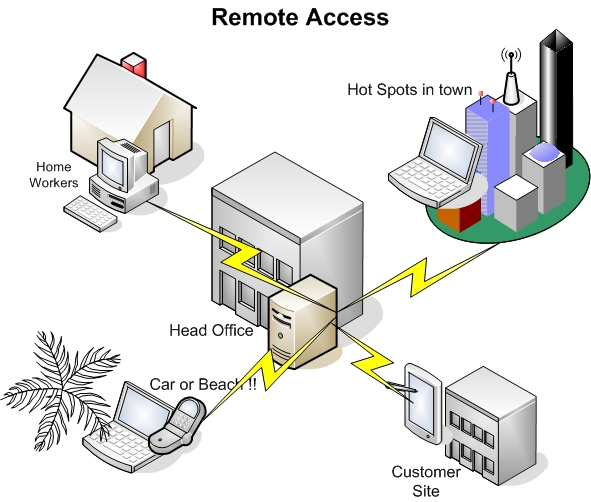 Remote Access
Hot Spots in town
Home
Workers
Head Office
Car or Beach !!
Customer
Site